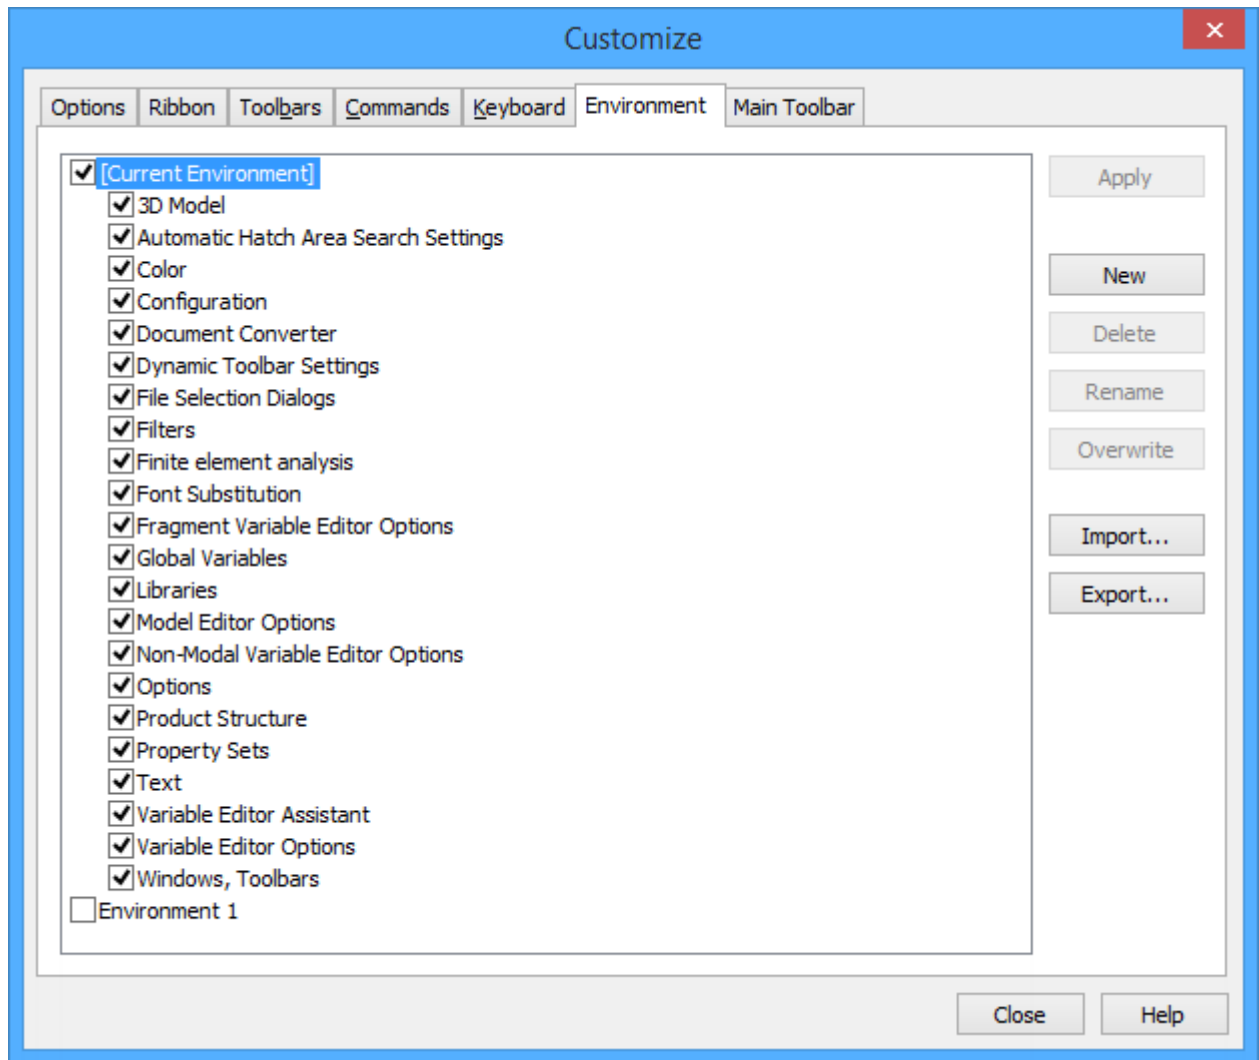 Customize
Options Ribbon Toolbars Commands Keyboard Environment Main Toolbar
[Current Environment]
3D Model
Automatic Hatch Area Search Settings
Color
Configuration
Document Converter
Dynamic Toolbar Settings
File Selection Dialogs
Filters
Finite element analysis
Font Substitution
Fragment Variable Editor Options
Global Variables
Libraries
Model Editor Options
Non-Modal Variable Editor Options
Options
Product Structure
Property Sets
Text
Variable Editor Assistant
Variable Editor Options
Windows, Toolbars
Environment 1
Apply
New
Delete
Rename
Overwrite
Import...
Export...
Close Help